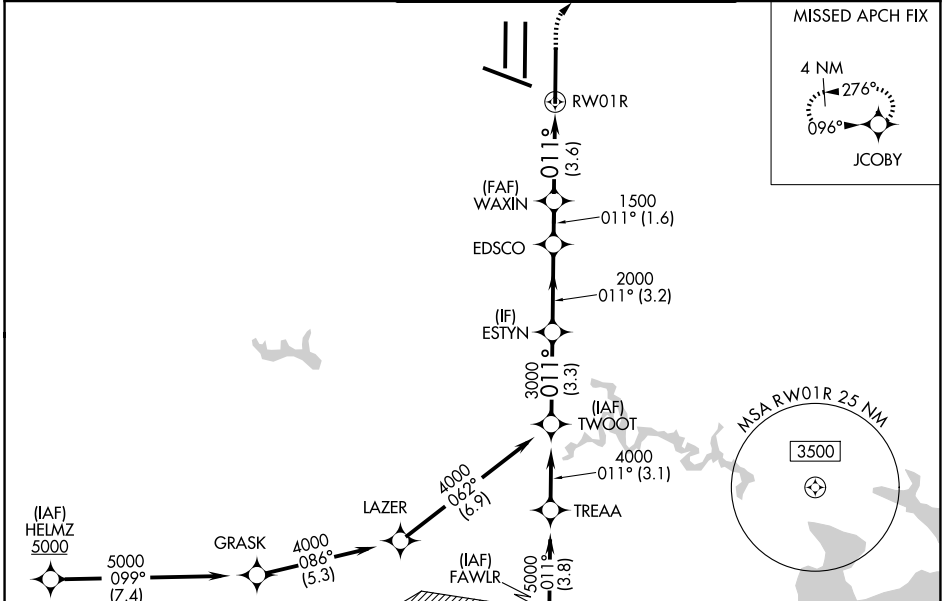 MISSED APCH FIX
4 NM
276°
096°
JCOBY
RW01R
011°
(3.6)
(FAF)
WAXIN
1500
011° (1.6)
EDSCO
2000
011° (3.2)
(IF)
ESTYN
3000
011°
(3.3)
(IAF)
TWOOT
MSA RW01R 25 NM
3500
4000
011° (3.1)
4000
062°
(6.9)
LAZER
TREAA
(IAF)
HELMZ
5000
GRASK
5000
099°
(7.4)
4000
086°
(5.3)
(IAF)
FAWLR
5000
011°
(3.8)